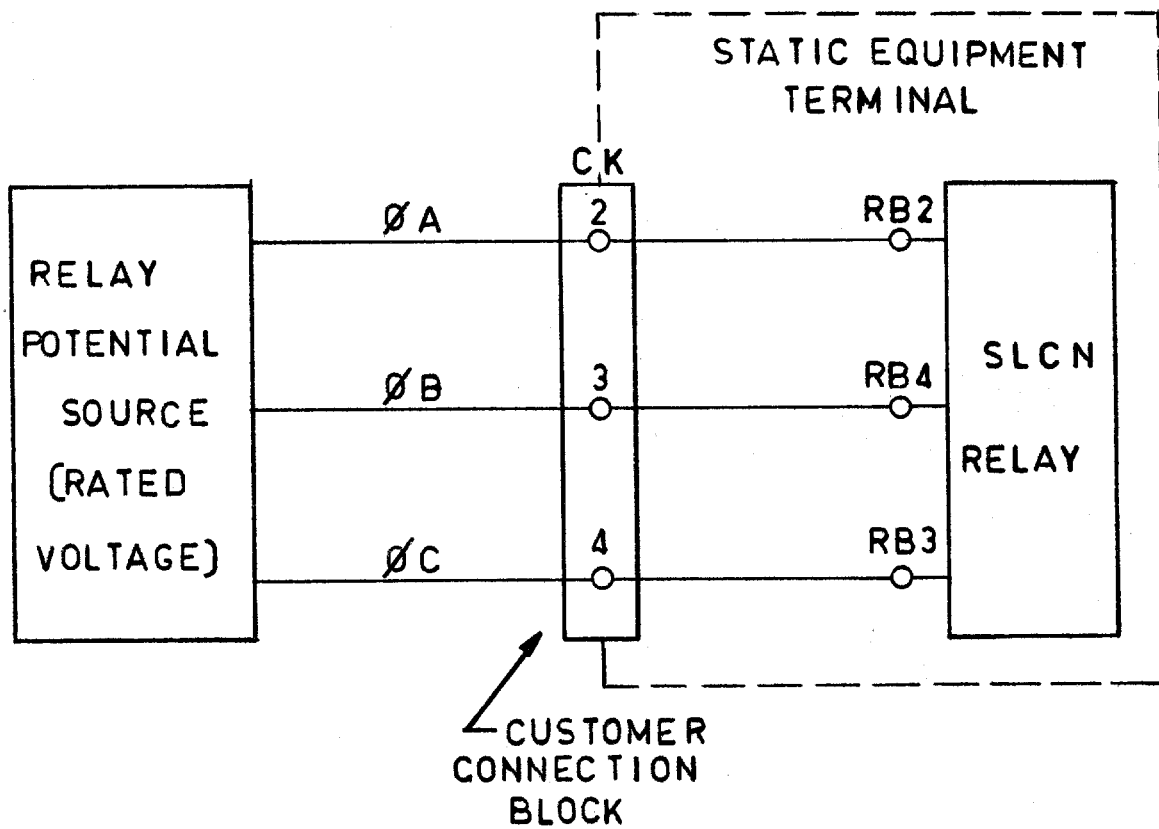 STATIC EQUIPMENT
TERMINAL
CK
RELAY
POTENTIAL
SOURCE
(RATED
VOLTAGE)
ØA
2
RB2
ØB
3
RB4
ØC
4
RB3
SLCN
RELAY
CUSTOMER
CONNECTION
BLOCK